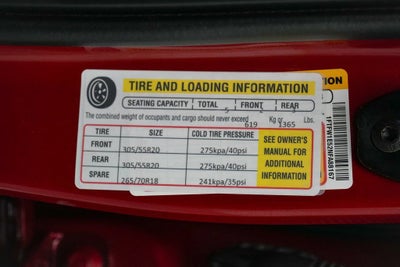 TIRE AND LOADING INFORMATION
SEATING CAPACITY TOTAL 5 FRONT REAR
The combined weight of occupants and cargo should never exceed 619 Kg or 1365 Lbs.
TIRE SIZE COLD TIRE PRESSURE
FRONT 305/55R20 275kpa/40psi
REAR 305/55R20 275kpa/40psi
SPARE 265/70R18 241kpa/35psi
SEE OWNER'S
MANUAL FOR
ADDITIONAL
INFORMATION
TION